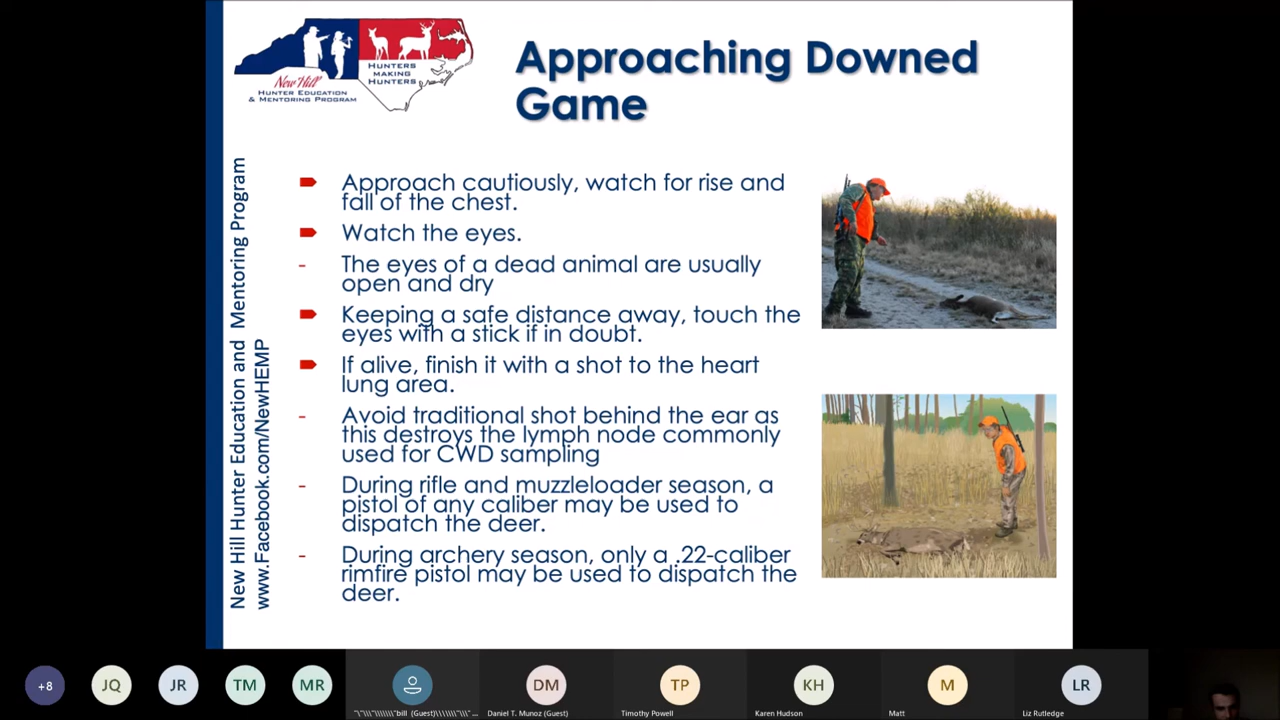 New Hill
HUNTER EDUCATION
& MENTORING PROGRAM
HUNTERS
MAKING
HUNTERS
Approaching Downed
Game
New Hill Hunter Education and Mentoring Program
www.Facebook.com/NewHEMP
Approach cautiously, watch for rise and
fall of the chest.
Watch the eyes.
- The eyes of a dead animal are usually
open and dry
Keeping a safe distance away, touch the
eyes with a stick if in doubt.
If alive, finish it with a shot to the heart
lung area.
- Avoid traditional shot behind the ear as
this destroys the lymph node commonly
used for CWD sampling
- During rifle and muzzleloader season, a
pistol of any caliber may be used to
dispatch the deer.
- During archery season, only a .22-caliber
rimfire pistol may be used to dispatch the
deer.
+8 JQ JR TM MR DM TP KH M LR
"\"\\"\\\\\\\"bill (Guest)\\\\\\\"\\\" ... Daniel T. Munoz (Guest) Timothy Powell Karen Hudson Matt Liz Rutledge